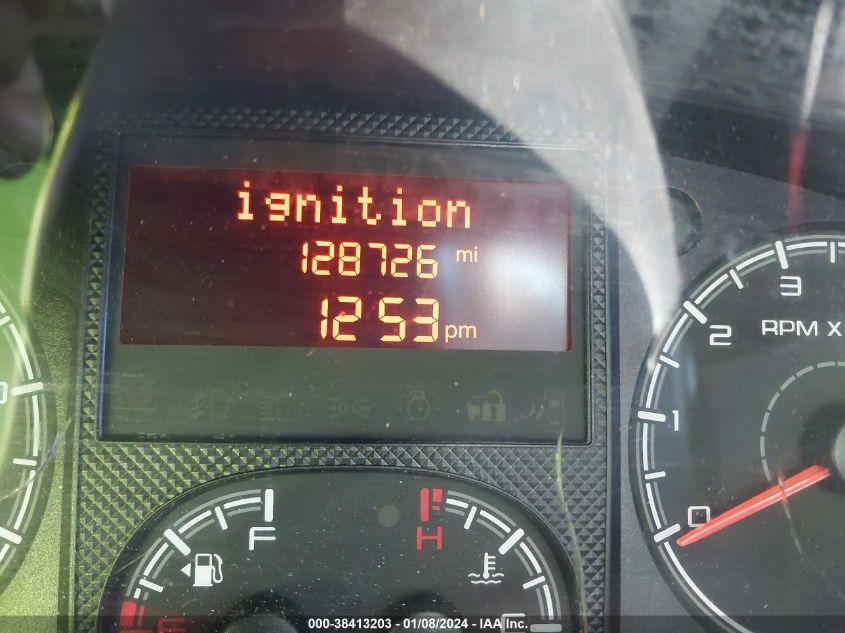 ignition
128726 mi
12 53 pm
3
2
RPM X
1
0
F
H
E
000-38413203 - 01/08/2024 - IAA Inc.